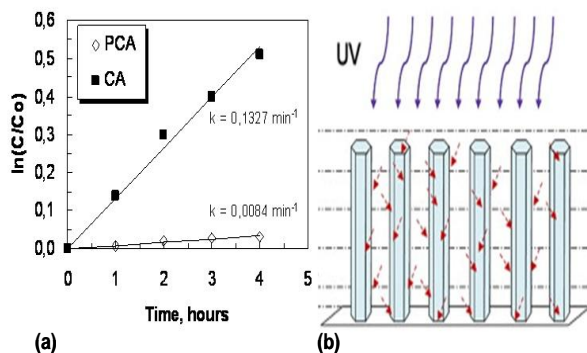 0,6
0,5
0,4
0,3
0,2
0,1
0,0
ln(C/Co)
PCA
CA
k = 0,1327 min⁻¹
k = 0,0084 min⁻¹
0 1 2 3 4 5
Time, hours
(a)
UV
(b)